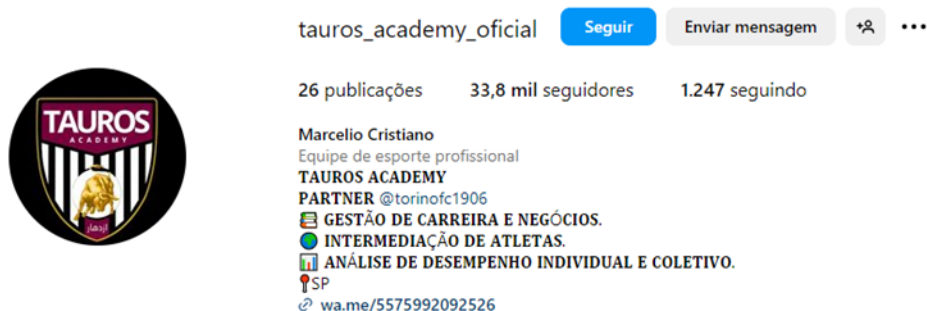 tauros_academy_oficial Seguir Enviar mensagem
26 publicações 33,8 mil seguidores 1.247 seguindo
TAUROS
ACADEMY
ازدهار
Marcelio Cristiano
Equipe de esporte profissional
TAUROS ACADEMY
PARTNER @torinofc1906
GESTÃO DE CARREIRA E NEGÓCIOS.
INTERMEDIAÇÃO DE ATLETAS.
ANÁLISE DE DESEMPENHO INDIVIDUAL E COLETIVO.
SP
wa.me/5575992092526